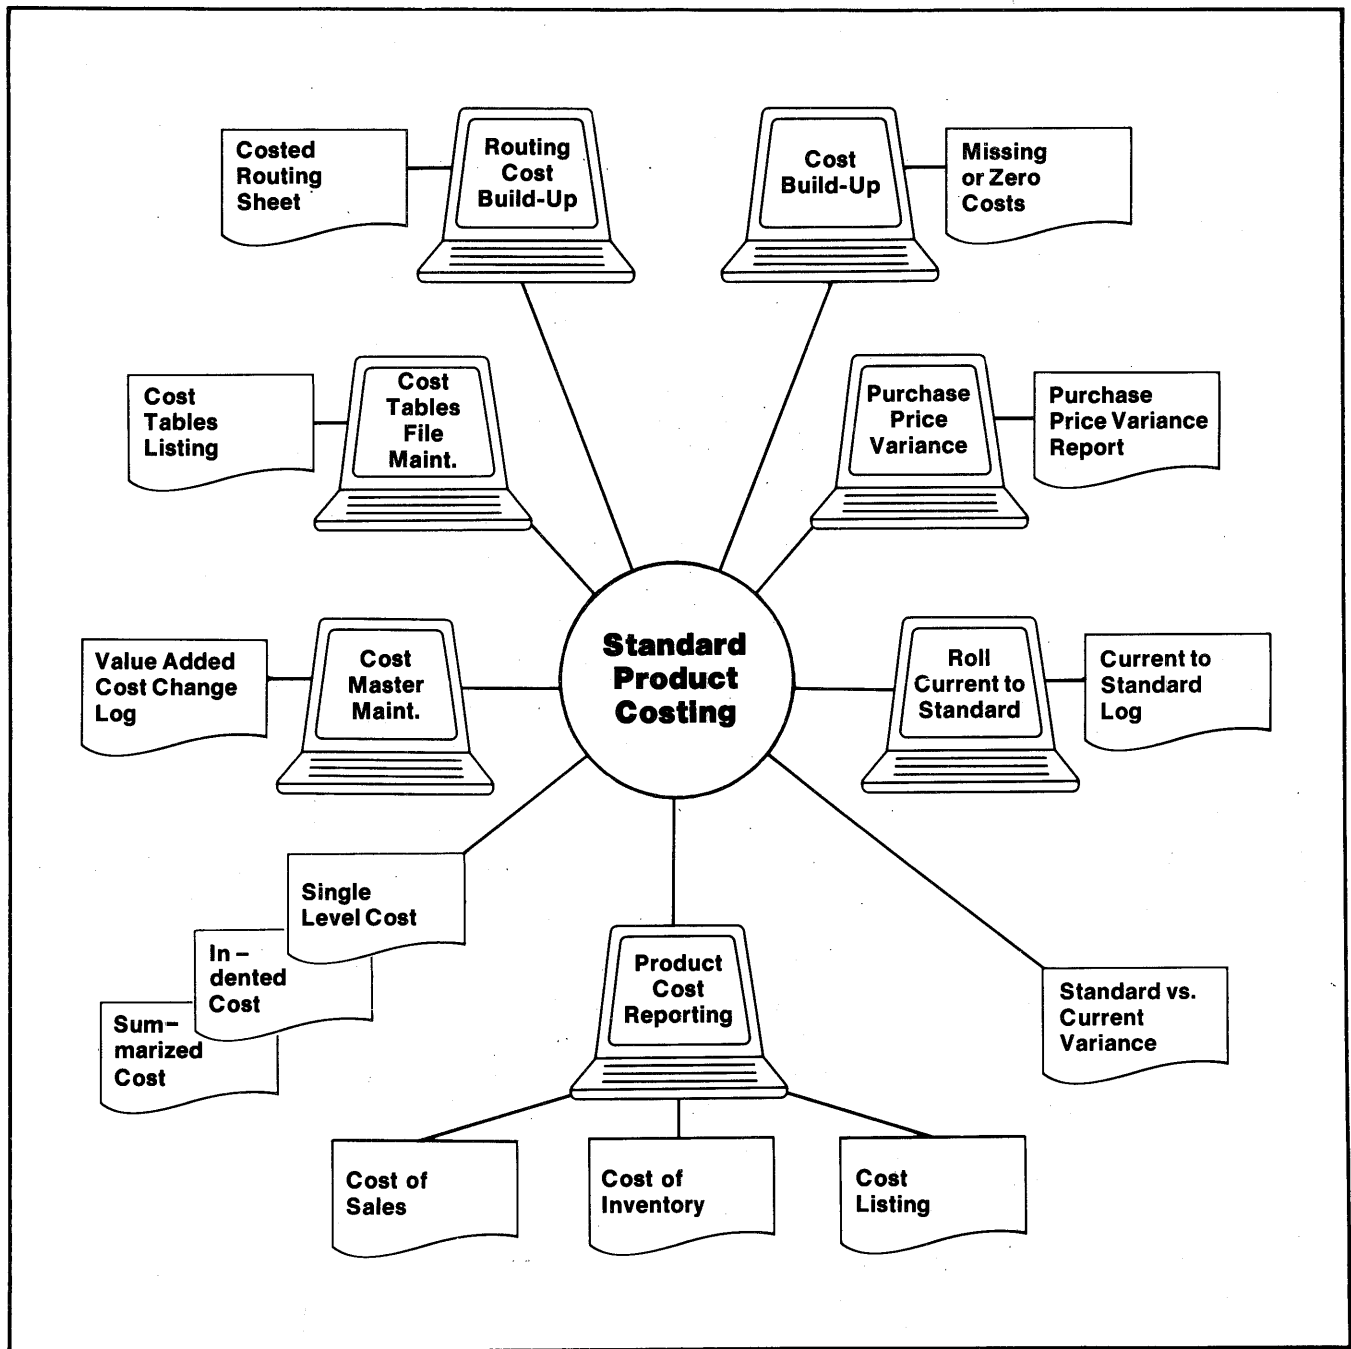 Costed
Routing
Sheet
Routing
Cost
Build-Up
Cost
Build-Up
Missing
or Zero
Costs
Cost
Tables
Listing
Cost
Tables
File
Maint.
Purchase
Price
Variance
Purchase
Price Variance
Report
Value Added
Cost Change
Log
Cost
Master
Maint.
Standard
Product
Costing
Roll
Current to
Standard
Current to
Standard
Log
Single
Level Cost
In–
dented
Cost
Sum–
marized
Cost
Product
Cost
Reporting
Standard vs.
Current
Variance
Cost of
Sales
Cost of
Inventory
Cost
Listing